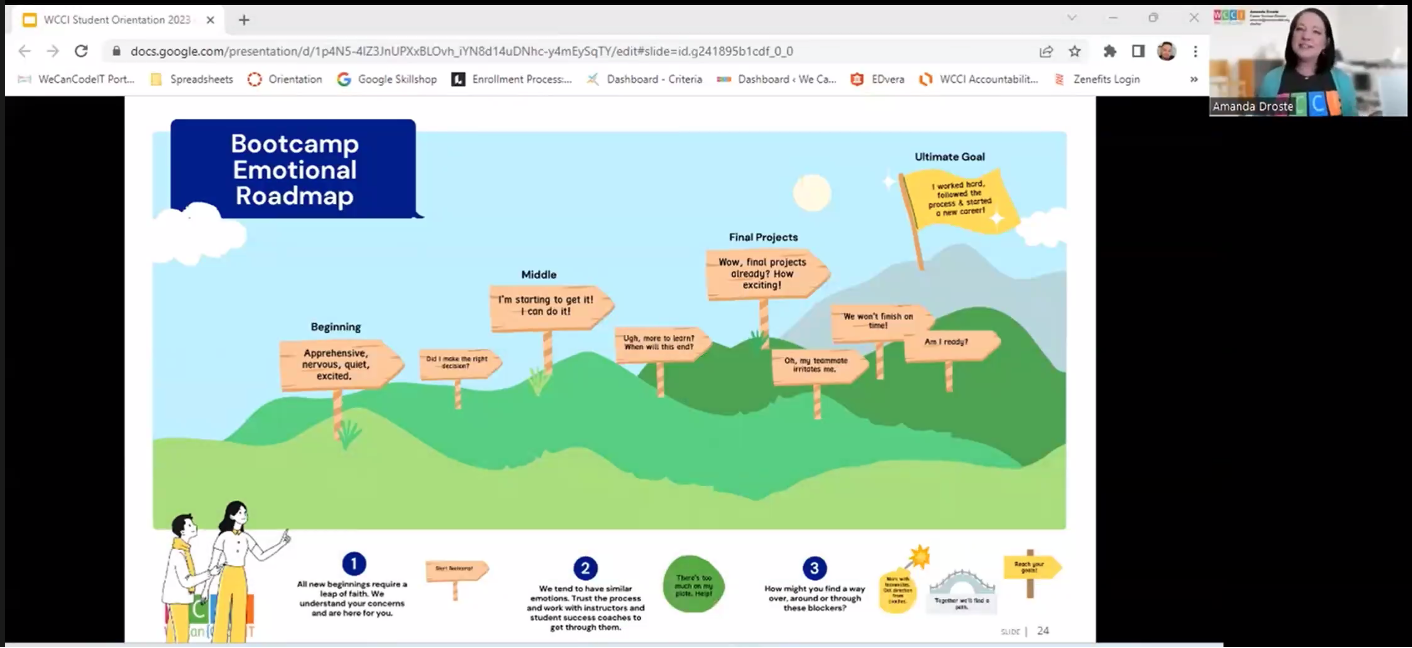 WCCI Student Orientation 2023
docs.google.com/presentation/d/1p4N5-4lZ3JnUPXxBLOvh_iYN8d14uDNhc-y4mEySqTY/edit#slide=id.g241895b1cdf_0_0
WeCanCodeIT Port...
Spreadsheets
Orientation
Google Skillshop
Enrollment Process:...
Dashboard - Criteria
Dashboard ‹ We Ca...
EDvera
WCCI Accountabilit...
Zenefits Login
»
WCCI
Amanda Droste
Amanda Droste
Bootcamp
Emotional
Roadmap
Ultimate Goal
I worked hard,
followed the
process & started
a new career!
Final Projects
Wow, final projects
already? How
exciting!
Middle
I'm starting to get it!
I can do it!
We won't finish on
time!
Beginning
Apprehensive,
nervous, quiet,
excited.
Did I make the right
decision?
Ugh, more to learn?
When will this end?
Am I ready?
Oh, my teammate
irritates me.
1
All new beginnings require a
leap of faith. We
understand your concerns
and are here for you.
Start Bootcamp!
2
We tend to have similar
emotions. Trust the process
and work with instructors and
student success coaches to
get through them.
There's too
much on my
plate. Help!
3
How might you find a way
over, around or through
these blockers?
Together we'll find a
path.
Reach your
goals!
SLIDE | 24